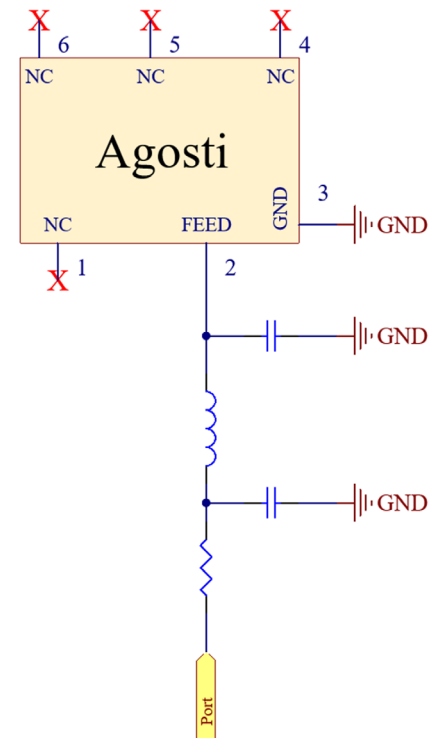 X X X
6 5 4
NC NC NC
Agosti
3
GND
GND
NC FEED
1 2
X
GND
GND
Port